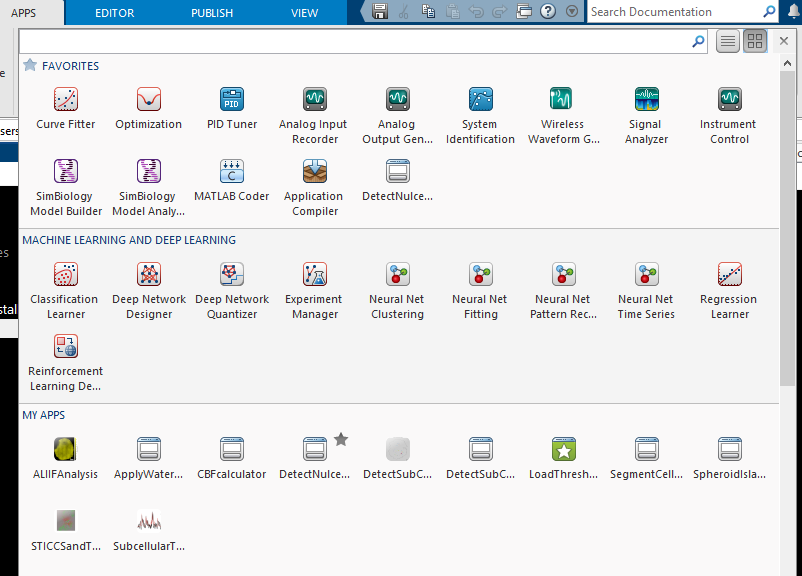 APPS EDITOR PUBLISH VIEW Search Documentation
FAVORITES
Curve Fitter Optimization PID Tuner Analog Input Recorder Analog Output Gen... System Identification Wireless Waveform G... Signal Analyzer Instrument Control
SimBiology Model Builder SimBiology Model Analy... MATLAB Coder Application Compiler DetectNulce...
MACHINE LEARNING AND DEEP LEARNING
Classification Learner Deep Network Designer Deep Network Quantizer Experiment Manager Neural Net Clustering Neural Net Fitting Neural Net Pattern Rec... Neural Net Time Series Regression Learner
Reinforcement Learning De...
MY APPS
ALIIFAnalysis ApplyWater... CBFcalculator DetectNulce... DetectSubC... DetectSubC... LoadThresh... SegmentCell... SpheroidIsla...
STICCSandT... SubcellularT...